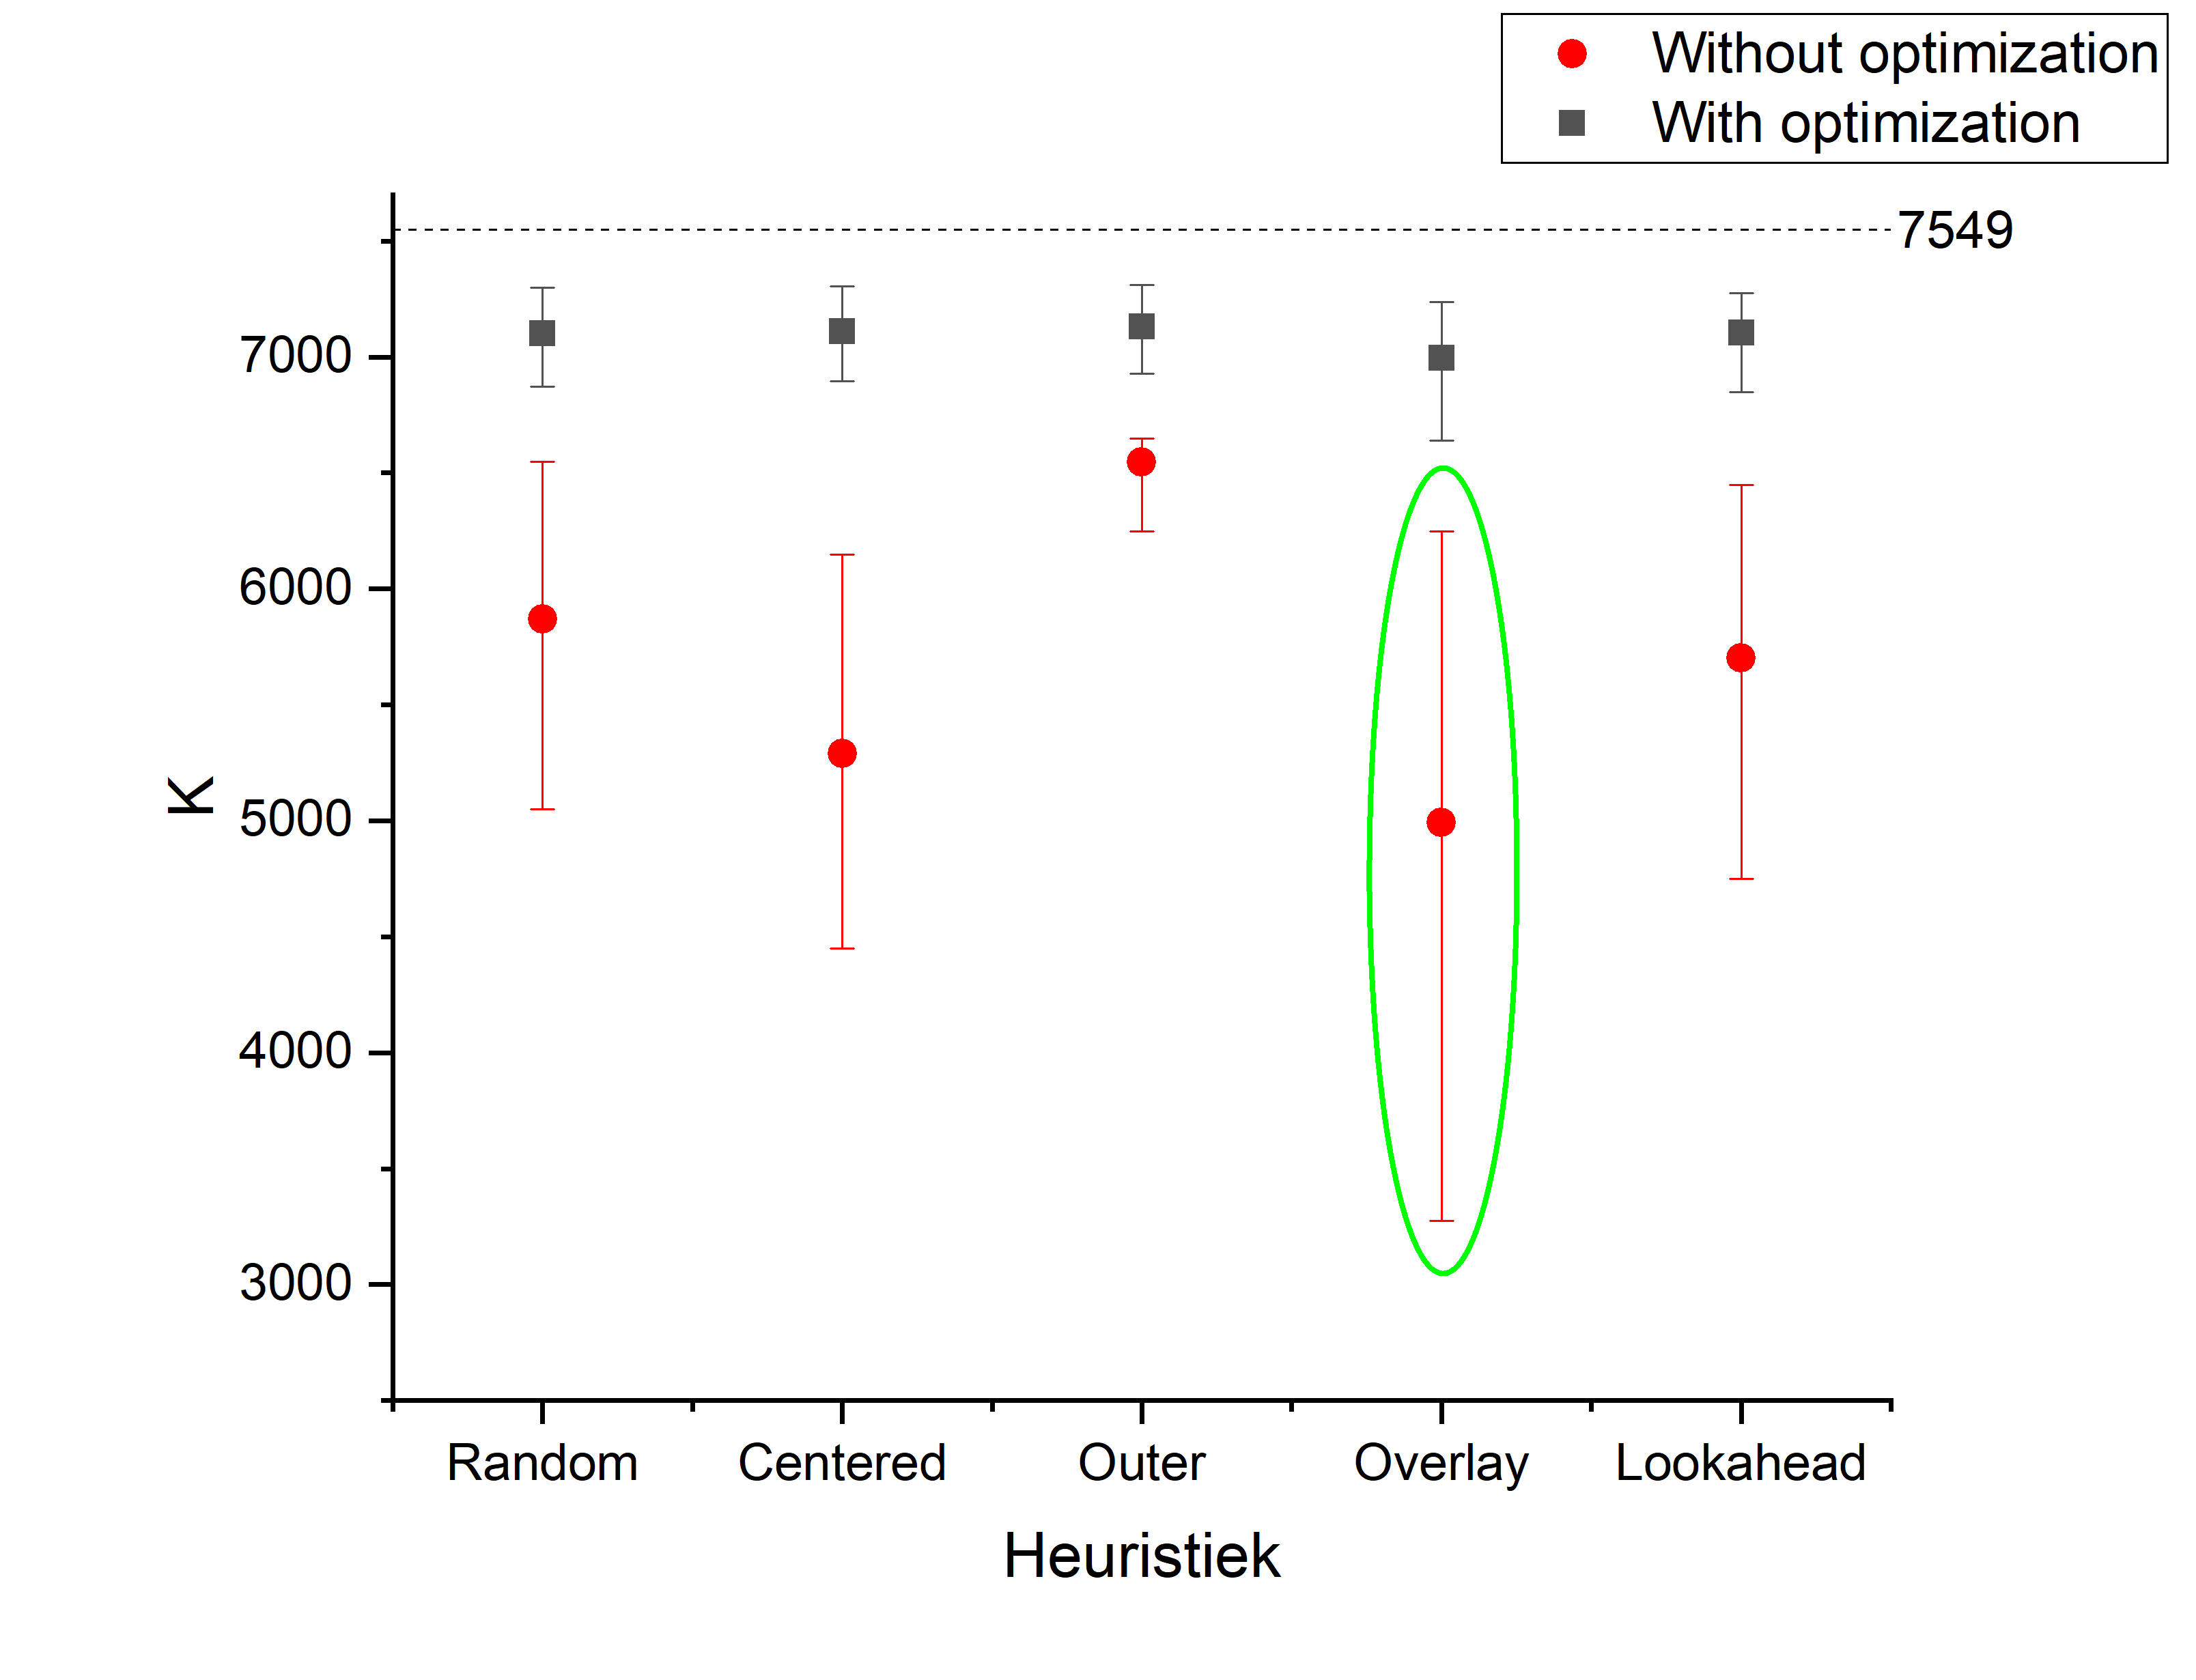 Without optimization
With optimization
7549
7000
6000
5000
4000
3000
K
Random Centered Outer Overlay Lookahead
Heuristiek